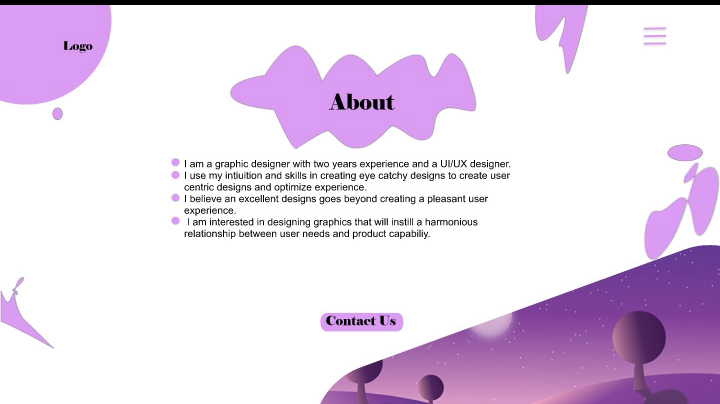 Logo
About
I am a graphic designer with two years experience and a UI/UX designer.
I use my intiuition and skills in creating eye catchy designs to create user
centric designs and optimize experience.
I believe an excellent designs goes beyond creating a pleasant user
experience.
I am interested in designing graphics that will instill a harmonious
relationship between user needs and product capabiliy.
Contact Us